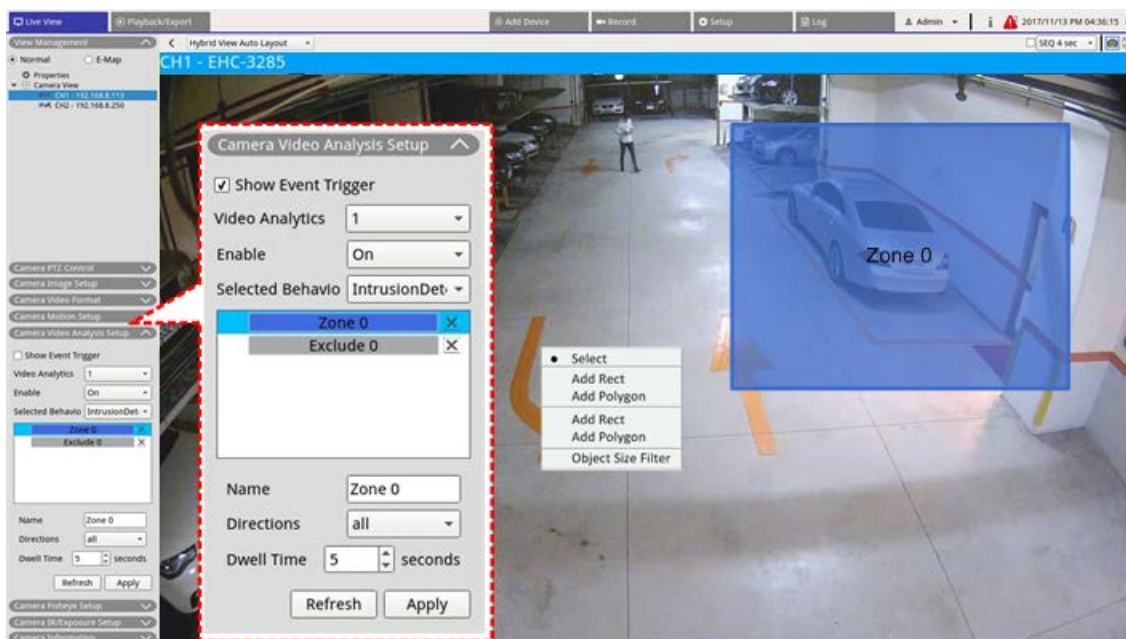 Live View
Playback/Export
Add Device
Record
Setup
Log
Admin
i
2017/11/13 PM 04:36:15
View Management
Hybrid View Auto Layout
SEQ 4 sec
Normal
E-Map
CH1 - EHC-3285
Properties
Camera View
CH1 - 192.168.8.113
CH2 - 192.168.8.250
Camera PTZ Control
Camera Image Setup
Camera Video Format
Camera Motion Setup
Camera Video Analysis Setup
Show Event Trigger
Video Analytics 1
Enable On
Selected Behavio IntrusionDet
Zone 0
Exclude 0
Name Zone 0
Directions all
Dwell Time 5 seconds
Refresh Apply
Camera Fisheye Setup
Camera IR/Exposure Setup
Camera Information
Camera Video Analysis Setup
Show Event Trigger
Video Analytics 1
Enable On
Selected Behavio IntrusionDet
Zone 0
Exclude 0
Name Zone 0
Directions all
Dwell Time 5 seconds
Refresh Apply
Zone 0
Select
Add Rect
Add Polygon
Add Rect
Add Polygon
Object Size Filter